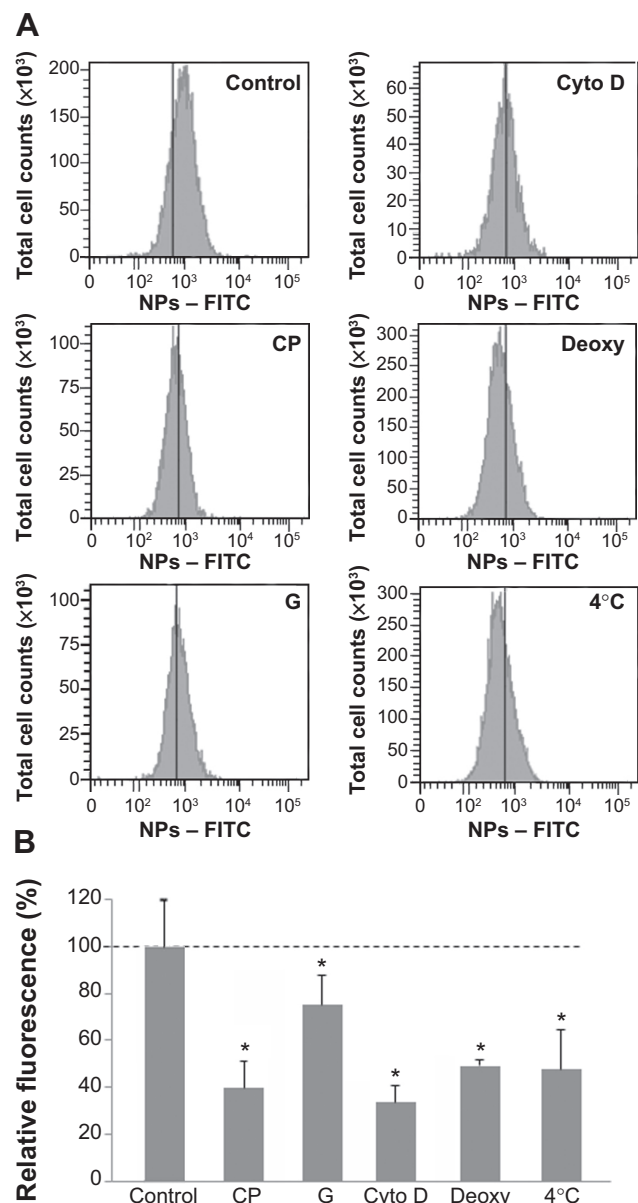 A
Control
Total cell counts (×10³)
200
150
100
50
0
0 10² 10³ 10⁴ 10⁵
NPs – FITC
Cyto D
Total cell counts (×10³)
60
50
40
30
20
10
0
0 10² 10³ 10⁴ 10⁵
NPs – FITC
CP
Total cell counts (×10³)
100
75
50
25
0
0 10² 10³ 10⁴ 10⁵
NPs – FITC
Deoxy
Total cell counts (×10³)
300
250
200
150
100
50
0
0 10² 10³ 10⁴ 10⁵
NPs – FITC
G
Total cell counts (×10³)
100
75
50
25
0
0 10² 10³ 10⁴ 10⁵
NPs – FITC
4°C
Total cell counts (×10³)
300
250
200
150
100
50
0
0 10² 10³ 10⁴ 10⁵
NPs – FITC
B
Relative fluorescence (%)
120
100
80
60
40
20
0
* * * * *
Control CP G Cyto D Deoxy 4°C